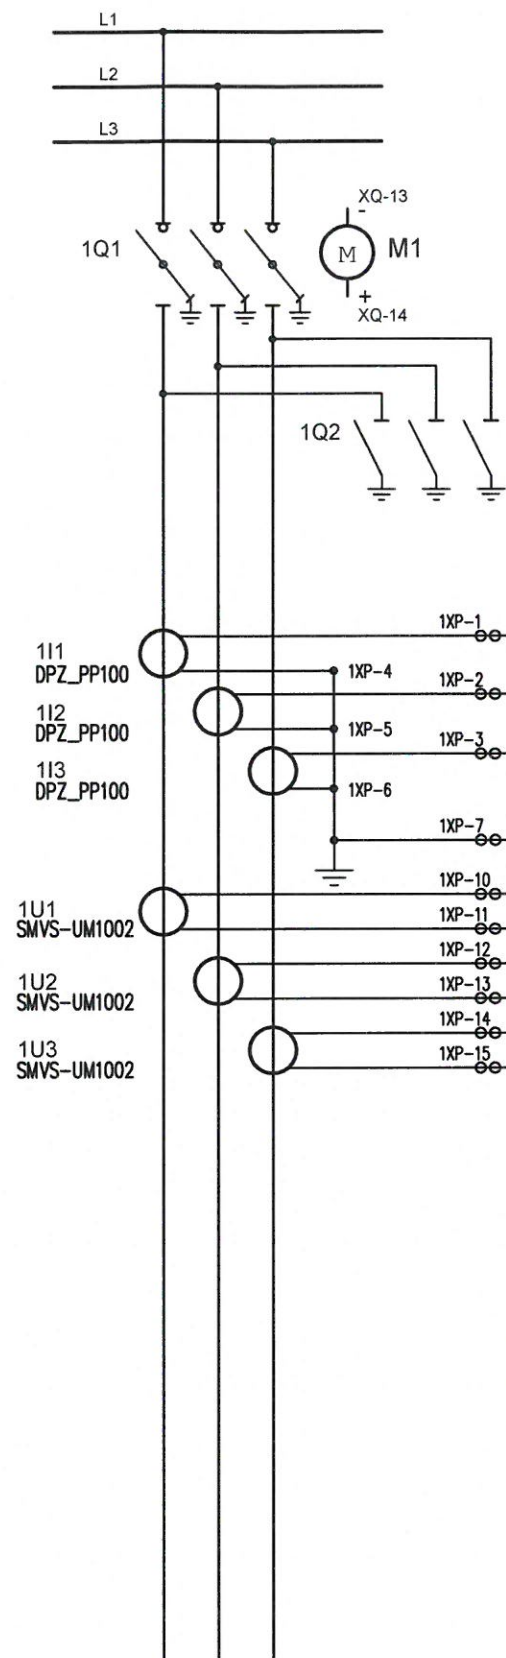 L1
L2
L3
XQ-13
-
1Q1
M
M1
+
XQ-14
1Q2
1XP-1
1I1
DPZ_PP100
1XP-4
1XP-2
1I2
DPZ_PP100
1XP-5
1XP-3
1I3
DPZ_PP100
1XP-6
1XP-7
1XP-10
1U1
SMVS-UM1002
1XP-11
1XP-12
1U2
SMVS-UM1002
1XP-13
1XP-14
1U3
SMVS-UM1002
1XP-15